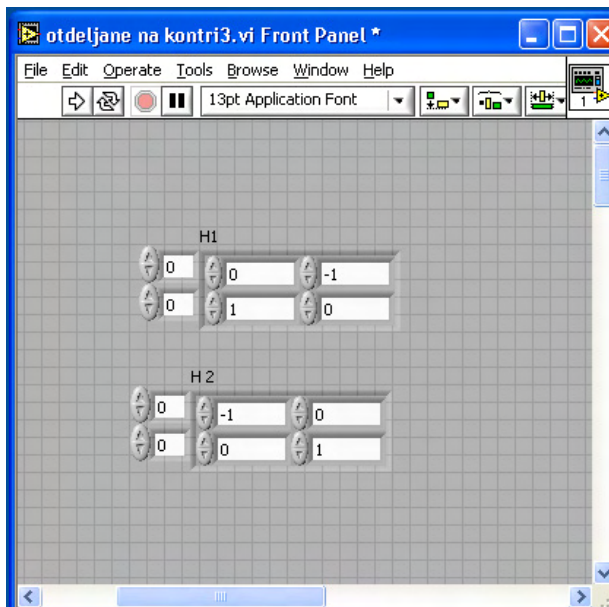 otdeljane na kontri3.vi Front Panel *
File Edit Operate Tools Browse Window Help
13pt Application Font
1
H1
0 0 -1
0 1 0
H 2
0 -1 0
0 0 1